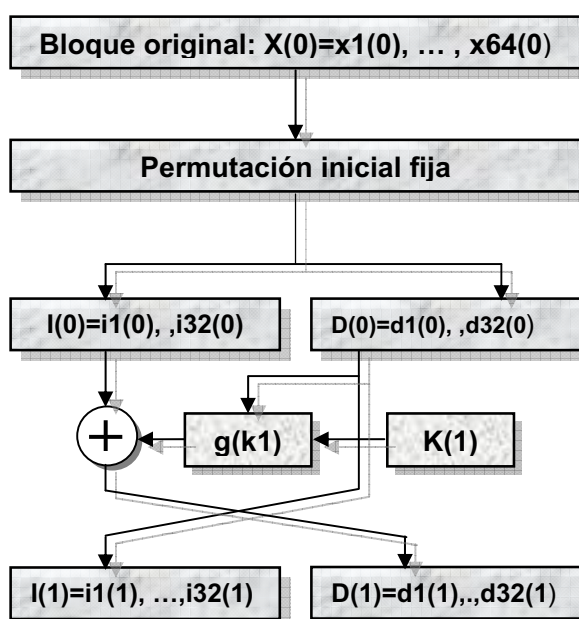 Bloque original: X(0)=x1(0), … , x64(0)
Permutación inicial fija
I(0)=i1(0), ,i32(0)
D(0)=d1(0), ,d32(0)
+
g(k1)
K(1)
I(1)=i1(1), …,i32(1)
D(1)=d1(1),.,d32(1)